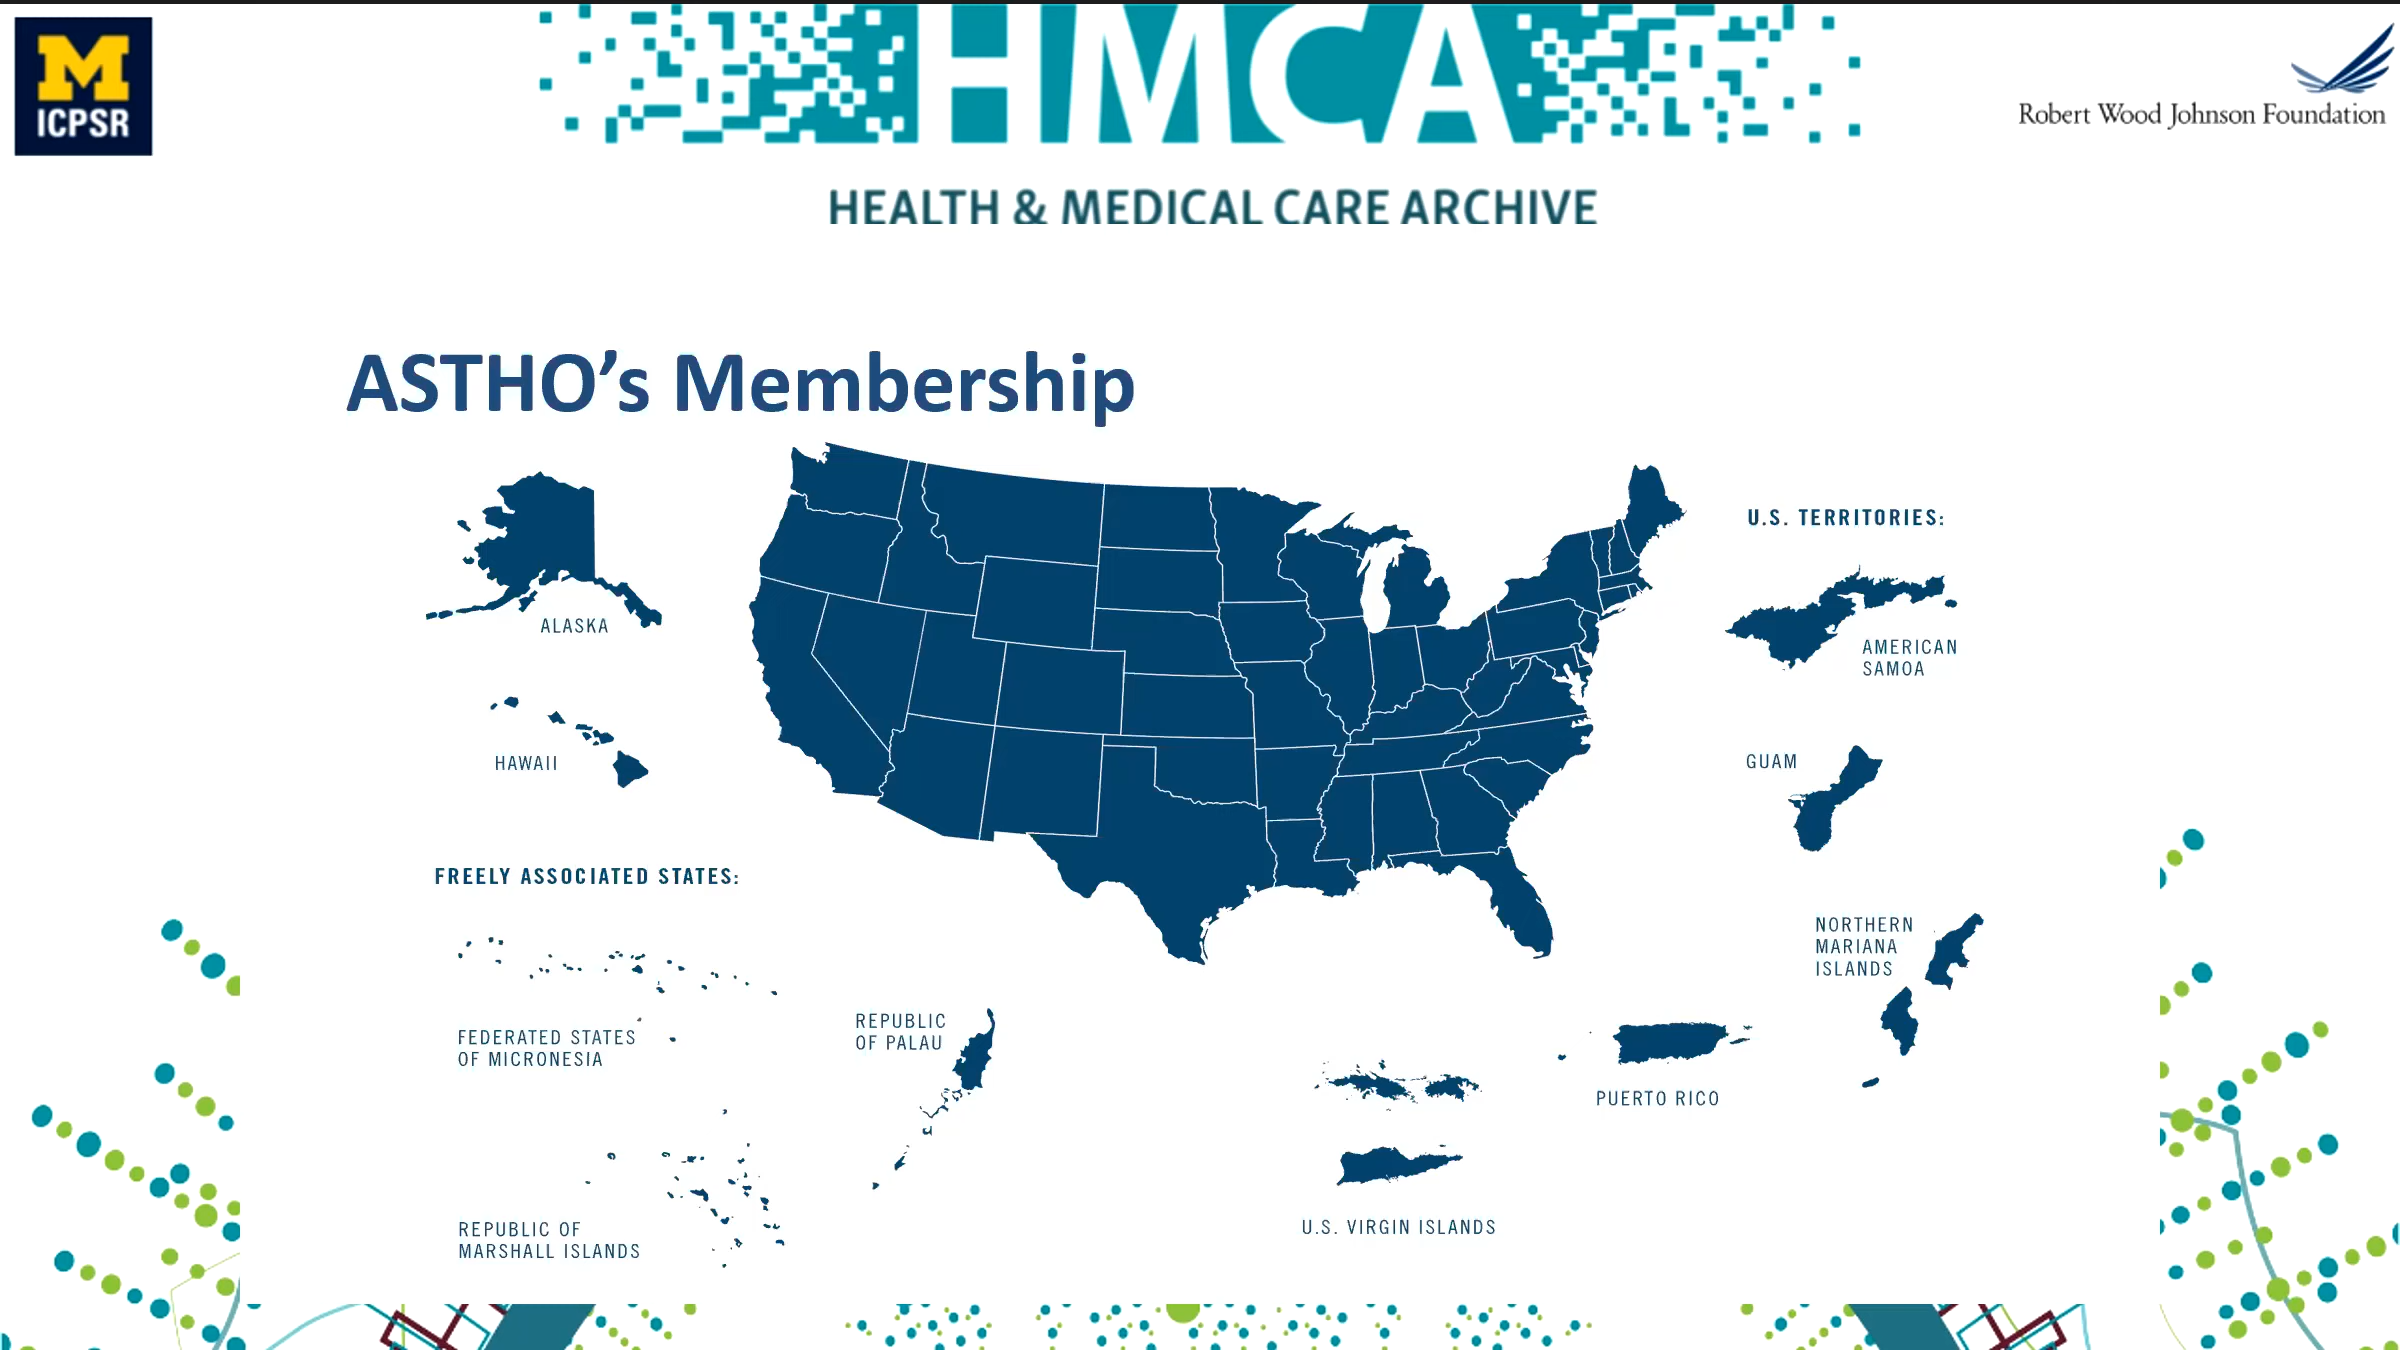 M
ICPSR
HMCA
HEALTH & MEDICAL CARE ARCHIVE
Robert Wood Johnson Foundation
ASTHO’s Membership
ALASKA
HAWAII
FREELY ASSOCIATED STATES:
FEDERATED STATES
OF MICRONESIA
REPUBLIC
OF PALAU
REPUBLIC OF
MARSHALL ISLANDS
U.S. TERRITORIES:
AMERICAN
SAMOA
GUAM
NORTHERN
MARIANA
ISLANDS
PUERTO RICO
U.S. VIRGIN ISLANDS